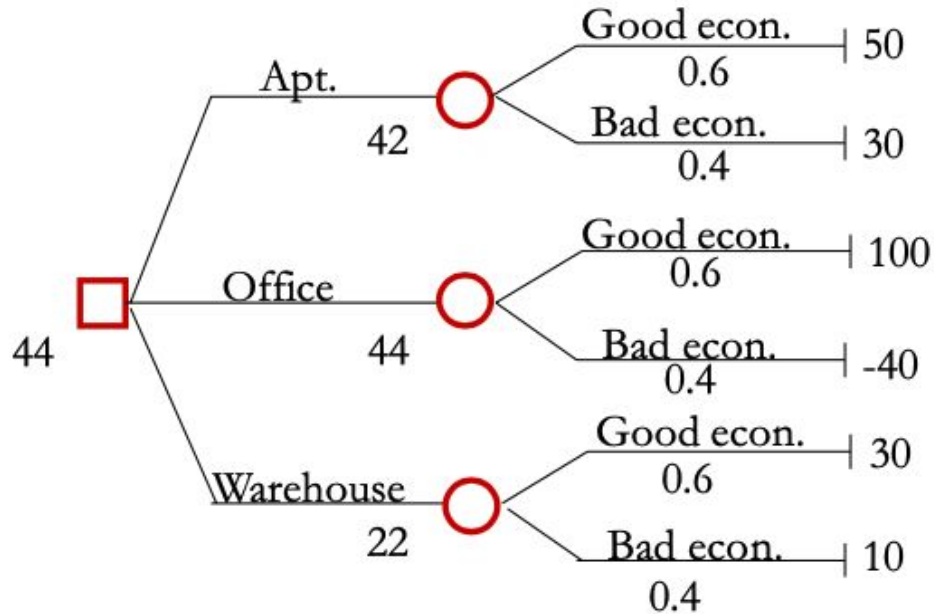 Good econ. 50
0.6
Apt.
42
Bad econ. 30
0.4
Good econ. 100
0.6
Office
44
44
Bad econ. -40
0.4
Good econ. 30
0.6
Warehouse
22
Bad econ. 10
0.4